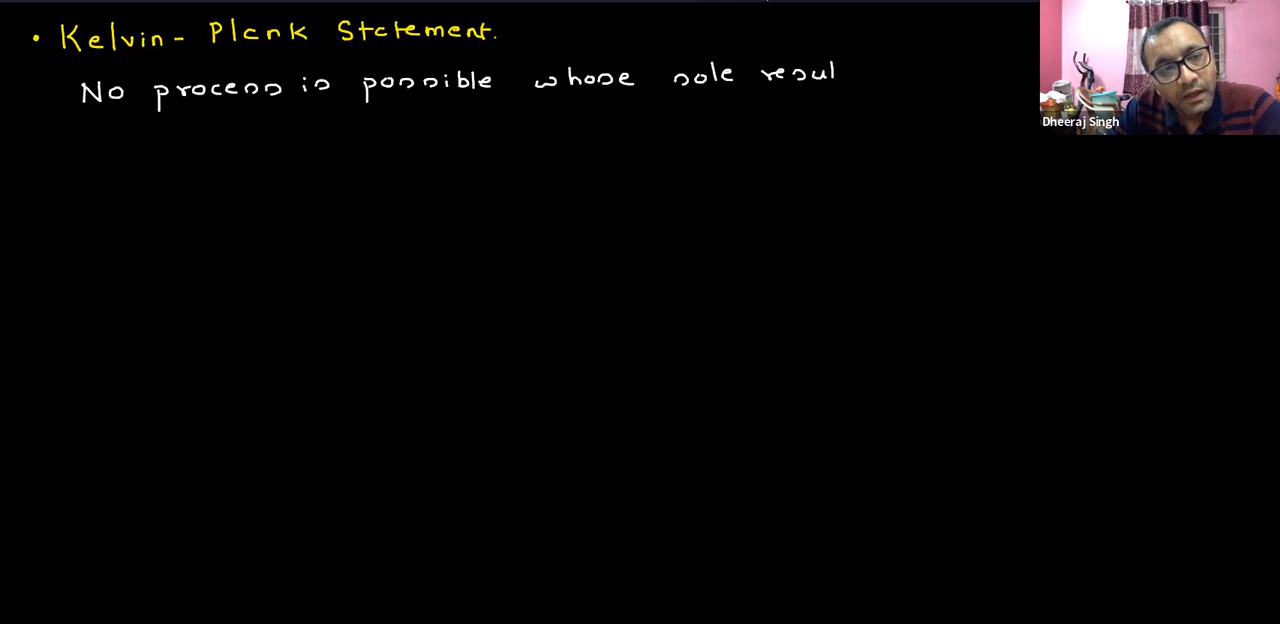 • Kelvin - Plank Statement.
No process is possible whose sole resul
Dheeraj Singh